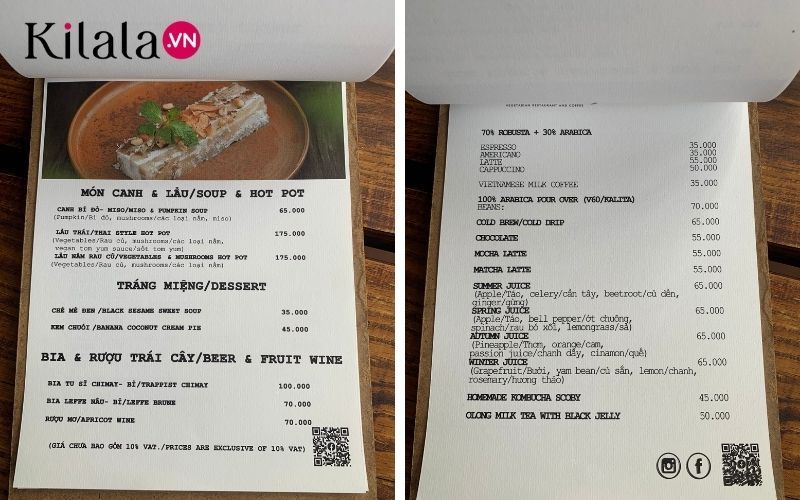 Kilala.VN
MÓN CANH & LẨU/SOUP & HOT POT
CANH BÍ ĐỎ- MISO/MISO & PUMPKIN SOUP 65.000
(Pumpkin/Bí đỏ, mushrooms/các loại nấm, miso)
LẨU THÁI/THAI STYLE HOT POT 175.000
(Vegetables/Rau củ, mushrooms/các loại nấm,
vegan tom yum sauce/sốt tom yum)
LẨU NẤM RAU CỦ/VEGETABLES & MUSHROOMS HOT POT 175.000
(Vegetables/Rau củ, mushrooms/các loại nấm)
TRÁNG MIỆNG/DESSERT
CHÈ MÈ ĐEN /BLACK SESAME SWEET SOUP 35.000
KEM CHUỐI/BANANA COCONUT CREAM PIE 45.000
BIA & RƯỢU TRÁI CÂY/BEER & FRUIT WINE
BIA TU SĨ CHIMAY- BỈ/TRAPPIST CHIMAY 100.000
BIA LEFFE NÂU- BỈ/LEFFE BRUNE 70.000
RƯỢU MƠ/APRICOT WINE 70.000
(GIÁ CHƯA BAO GỒM 10% VAT./PRICES ARE EXCLUSIVE OF 10% VAT)
VEGETARIAN RESTAURANT AND COFFEE
70% ROBUSTA + 30% ARABICA
ESPRESSO 35.000
AMERICANO 35.000
LATTE 55.000
CAPPUCCINO 50.000
VIETNAMESE MILK COFFEE 35.000
100% ARABICA POUR OVER (V60/KALITA)
BEANS: 70.000
COLD BREW/COLD DRIP 65.000
CHOCOLATE 55.000
MOCHA LATTE 55.000
MATCHA LATTE 55.000
SUMMER JUICE 65.000
(Apple/Táo, celery/cần tây, beetroot/củ dền,
ginger/gừng)
SPRING JUICE 65.000
(Apple/Táo, bell pepper/ớt chuông,
spinach/rau bó xôi, lemongrass/sả)
AUTUMN JUICE 65.000
(Pineapple/Thơm, orange/cam,
passion juice/chanh dây, cinamon/quế)
WINTER JUICE 65.000
(Grapefruit/Bưởi, yam bean/củ sắn, lemon/chanh,
rosemary/hương thảo)
HOMEMADE KOMBUCHA SCOBY 45.000
OLONG MILK TEA WITH BLACK JELLY 50.000